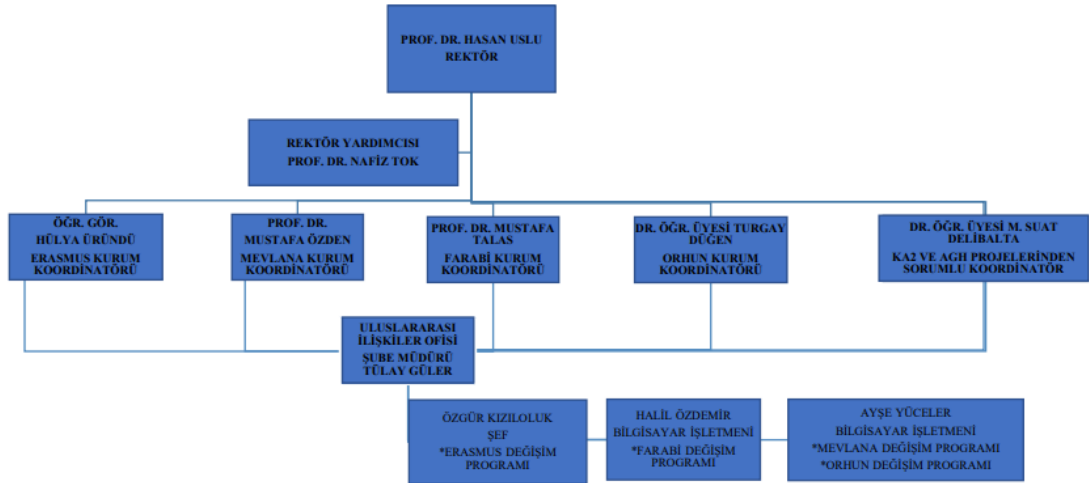 PROF. DR. HASAN USLU
REKTÖR
REKTÖR YARDIMCISI
PROF. DR. NAFİZ TOK
ÖĞR. GÖR.
HÜLYA ÜRÜNDÜ
ERASMUS KURUM
KOORDİNATÖRÜ
PROF. DR.
MUSTAFA ÖZDEN
MEVLANA KURUM
KOORDİNATÖRÜ
PROF. DR. MUSTAFA
TALAS
FARABİ KURUM
KOORDİNATÖRÜ
DR. ÖĞR. ÜYESİ TURGAY
DÜĞEN
ORHUN KURUM
KOORDİNATÖRÜ
DR. ÖĞR. ÜYESİ M. SUAT
DELİBALTA
KA2 VE AGH PROJELERİNDEN
SORUMLU KOORDİNATÖR
ULUSLARARASI
İLİŞKİLER OFİSİ
ŞUBE MÜDÜRÜ
TÜLAY GÜLER
ÖZGÜR KIZILOLUK
ŞEF
*ERASMUS DEĞİŞİM
PROGRAMI
HALİL ÖZDEMİR
BİLGİSAYAR İŞLETMENİ
*FARABİ DEĞİŞİM
PROGRAMI
AYŞE YÜCELER
BİLGİSAYAR İŞLETMENİ
*MEVLANA DEĞİŞİM PROGRAMI
*ORHUN DEĞİŞİM PROGRAMI